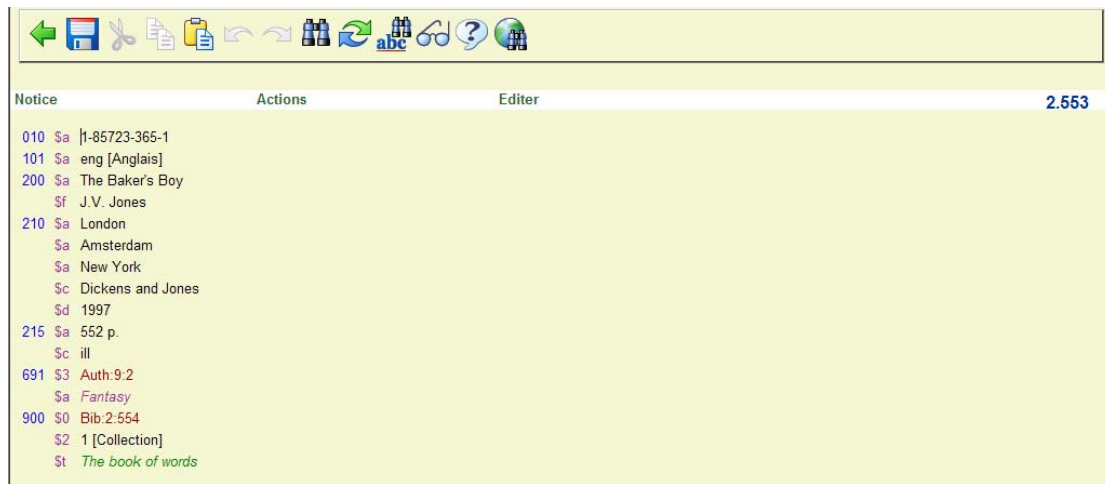 abc ?
Notice Actions Editer 2.553
010 $a 1-85723-365-1
101 $a eng [Anglais]
200 $a The Baker's Boy
$f J.V. Jones
210 $a London
$a Amsterdam
$a New York
$c Dickens and Jones
$d 1997
215 $a 552 p.
$c ill
691 $3 Auth:9:2
$a Fantasy
900 $0 Bib:2:554
$2 1 [Collection]
$t The book of words